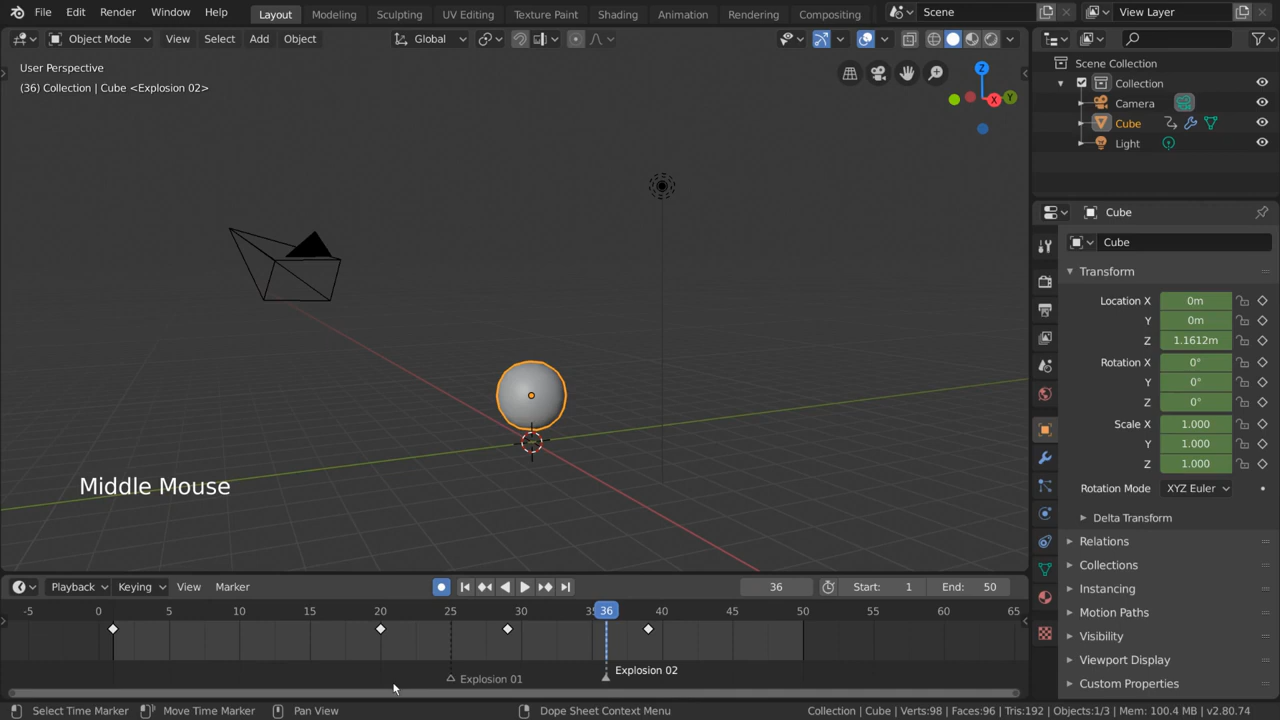 File Edit Render Window Help Layout Modeling Sculpting UV Editing Texture Paint Shading Animation Rendering Compositing Scene View Layer
Object Mode View Select Add Object Global
User Perspective
(36) Collection | Cube <Explosion 02>
Z
X
Y
Middle Mouse
Scene Collection
Collection
Camera
Cube
Light
Cube
Cube
Transform
Location X 0m
Y 0m
Z 1.1612m
Rotation X 0°
Y 0°
Z 0°
Scale X 1.000
Y 1.000
Z 1.000
Rotation Mode XYZ Euler
Delta Transform
Relations
Collections
Instancing
Motion Paths
Visibility
Viewport Display
Custom Properties
Playback Keying View Marker 36 Start: 1 End: 50
-5 0 5 10 15 20 25 30 35 36 40 45 50 55 60 65
Explosion 02
Explosion 01
Select Time Marker Move Time Marker Pan View Dope Sheet Context Menu Collection | Cube | Verts:98 | Faces:96 | Tris:192 | Objects:1/3 | Mem: 100.4 MB | v2.80.74